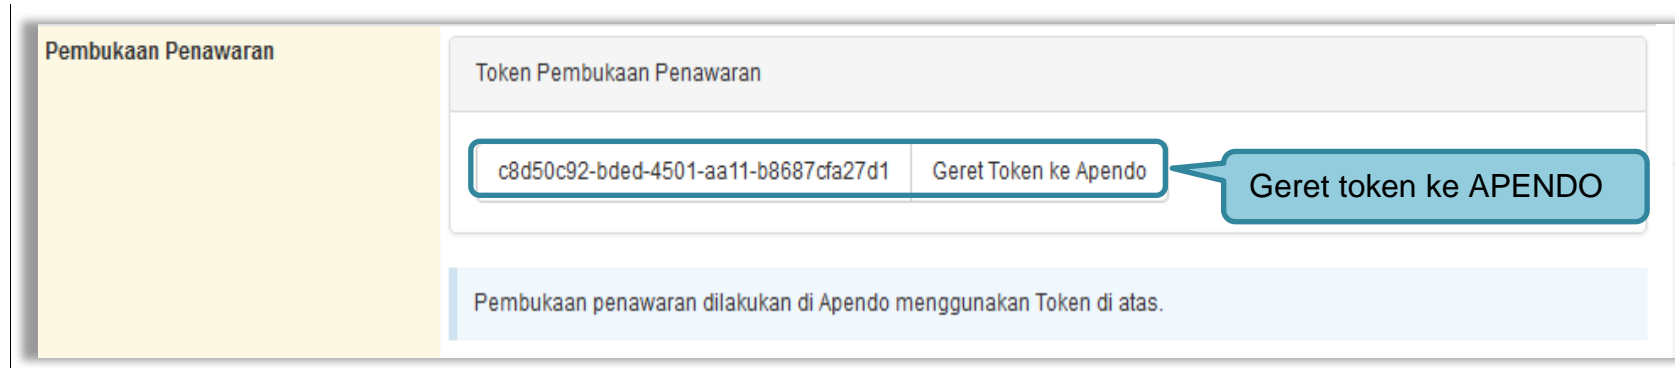 Pembukaan Penawaran
Token Pembukaan Penawaran
c8d50c92-bded-4501-aa11-b8687cfa27d1 Geret Token ke Apendo
Geret token ke APENDO
Pembukaan penawaran dilakukan di Apendo menggunakan Token di atas.